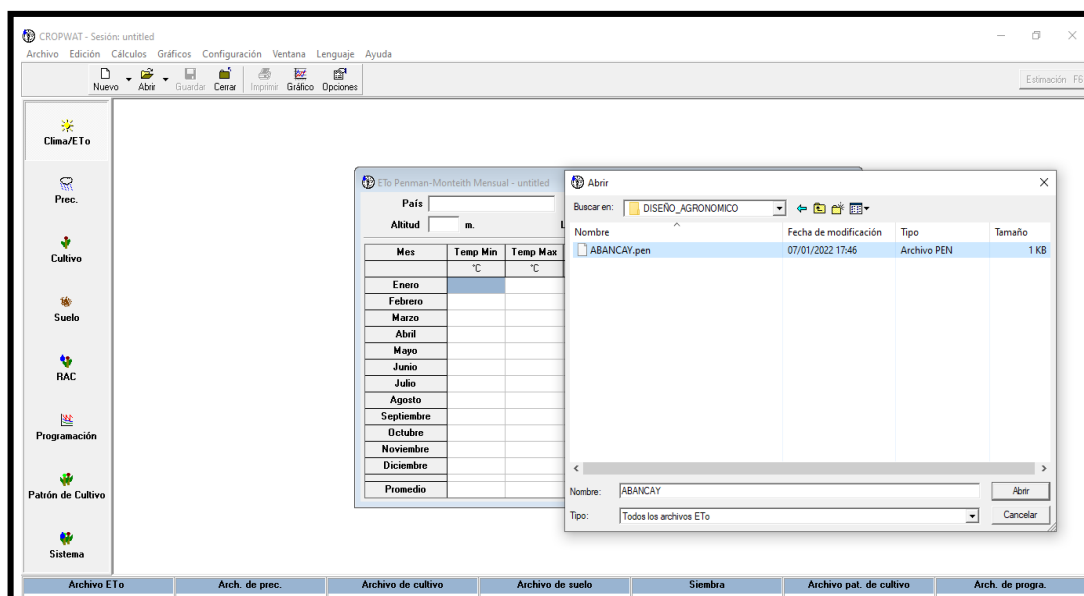 CROPWAT - Sesión: untitled
Archivo Edición Cálculos Gráficos Configuración Ventana Lenguaje Ayuda
Nuevo Abrir Guardar Cerrar Imprimir Gráfico Opciones
Estimación F6
Clima/ETo
Prec.
Cultivo
Suelo
RAC
Programación
Patrón de Cultivo
Sistema
ETo Penman-Monteith Mensual - untitled
País
Altitud m.
Mes Temp Min Temp Max
°C °C
Enero
Febrero
Marzo
Abril
Mayo
Junio
Julio
Agosto
Septiembre
Octubre
Noviembre
Diciembre
Promedio
Abrir
Buscar en: DISEÑO_AGRONOMICO
Nombre Fecha de modificación Tipo Tamaño
ABANCAY.pen 07/01/2022 17:46 Archivo PEN 1 KB
Nombre: ABANCAY Abrir
Tipo: Todos los archivos ETo Cancelar
Archivo ETo Arch. de prec. Archivo de cultivo Archivo de suelo Siembra Archivo pat. de cultivo Arch. de progra.